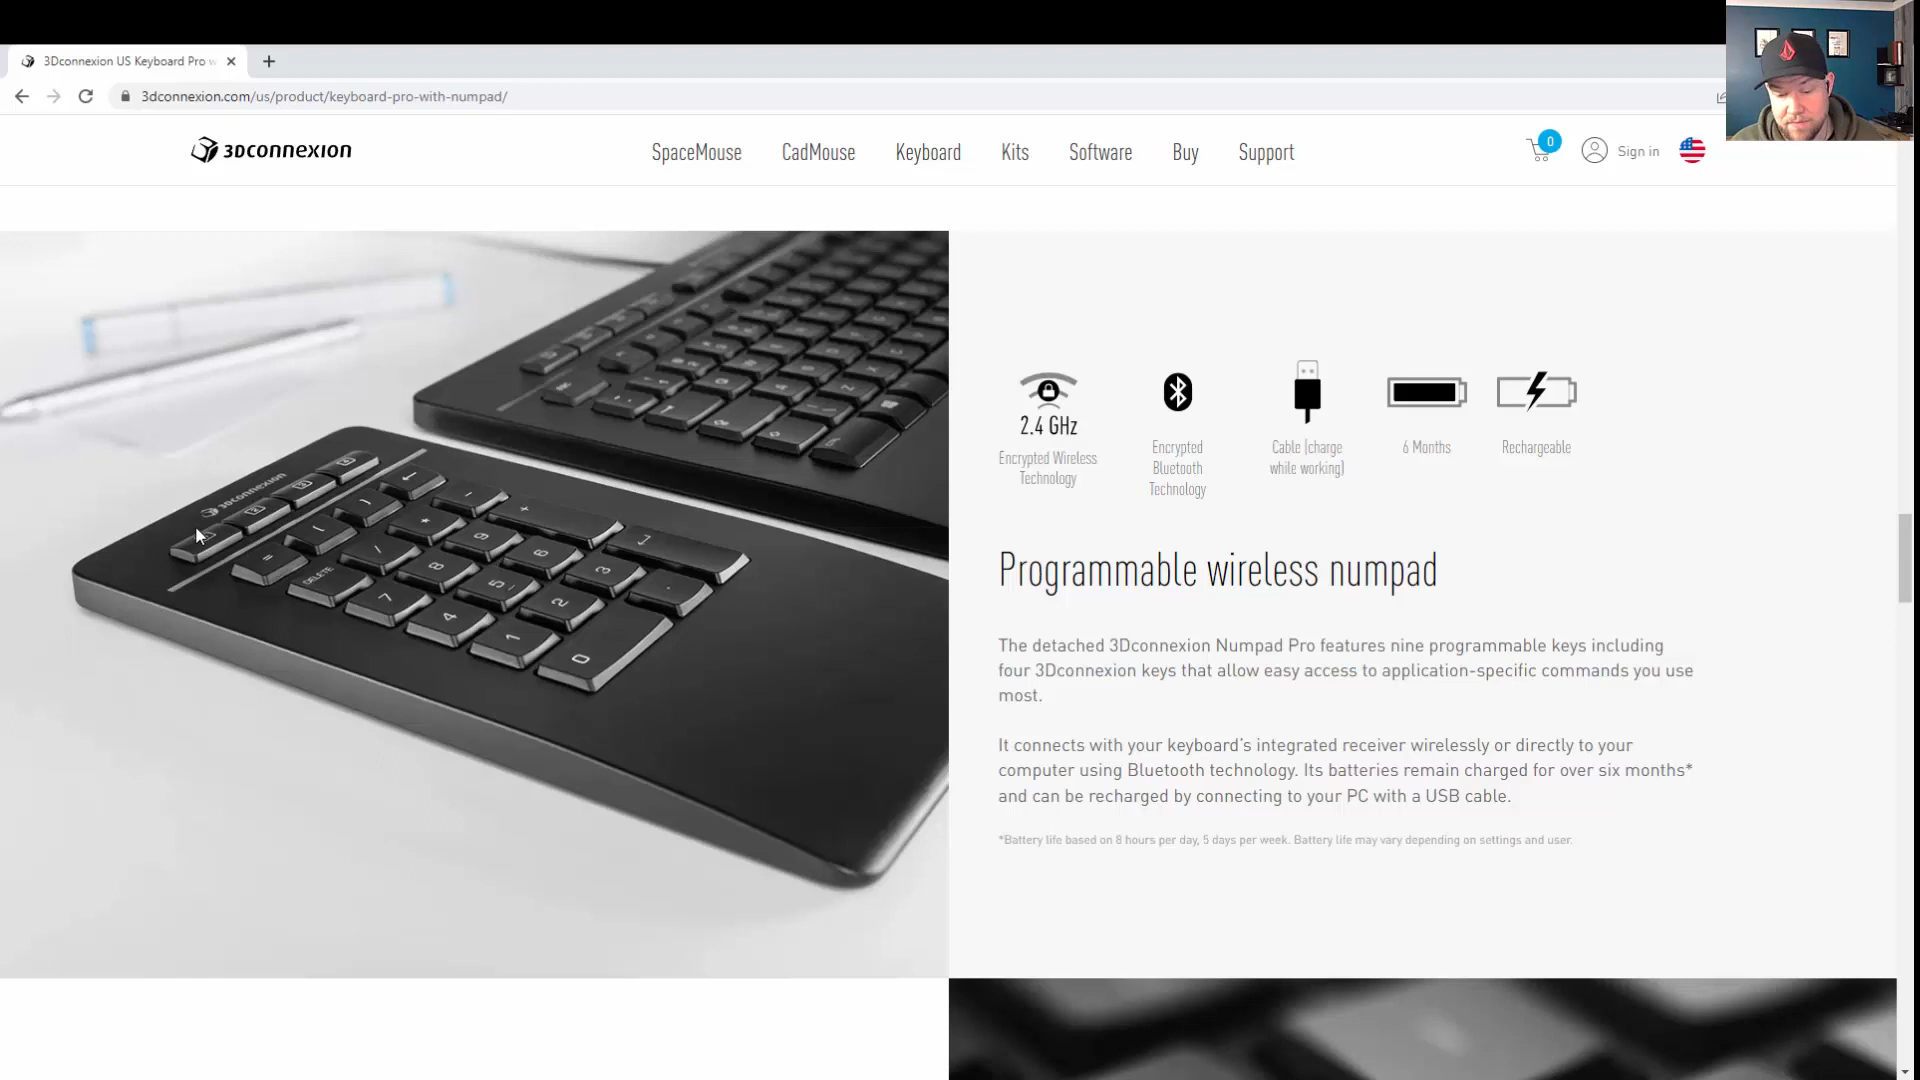 3Dconnexion US Keyboard Pro w
3dconnexion.com/us/product/keyboard-pro-with-numpad/
3Dconnexion
SpaceMouse
CadMouse
Keyboard
Kits
Software
Buy
Support
0
Sign in
3Dconnexion
DELETE
2.4 GHz
Encrypted Wireless
Technology
Encrypted
Bluetooth
Technology
Cable (charge
while working)
6 Months
Rechargeable
Programmable wireless numpad
The detached 3Dconnexion Numpad Pro features nine programmable keys including
four 3Dconnexion keys that allow easy access to application-specific commands you use
most.
It connects with your keyboard's integrated receiver wirelessly or directly to your
computer using Bluetooth technology. Its batteries remain charged for over six months*
and can be recharged by connecting to your PC with a USB cable.
*Battery life based on 8 hours per day, 5 days per week. Battery life may vary depending on settings and user.